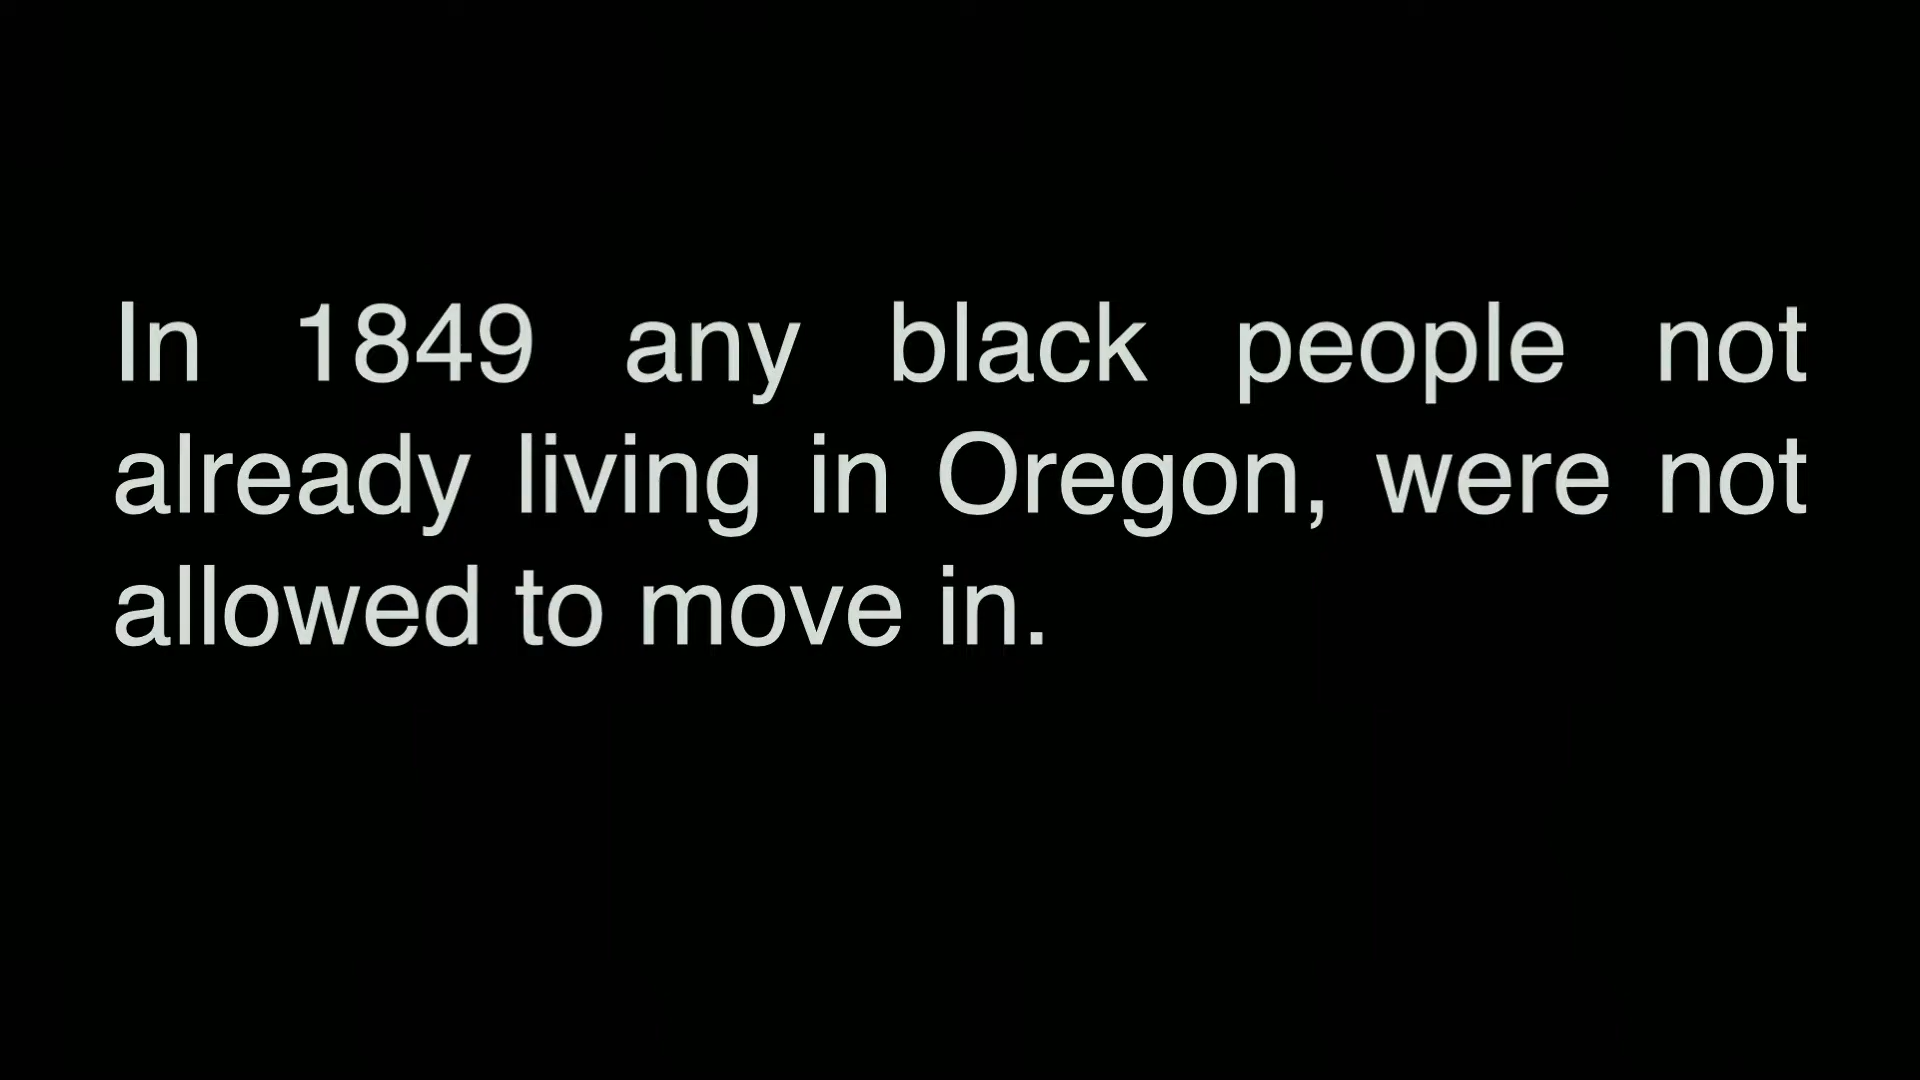 In 1849 any black people not
already living in Oregon, were not
allowed to move in.